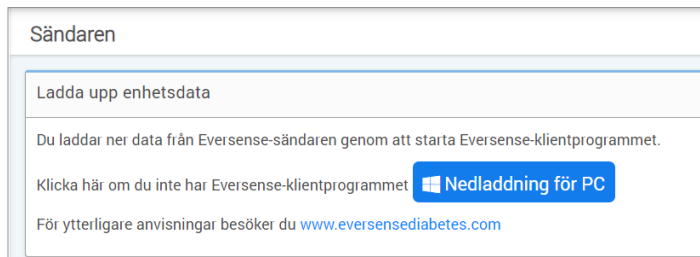 Sändaren
Ladda upp enhetsdata
Du laddar ner data från Eversense-sändaren genom att starta Eversense-klientprogrammet.
Klicka här om du inte har Eversense-klientprogrammet Nedladdning för PC
För ytterligare anvisningar besöker du www.eversensediabetes.com